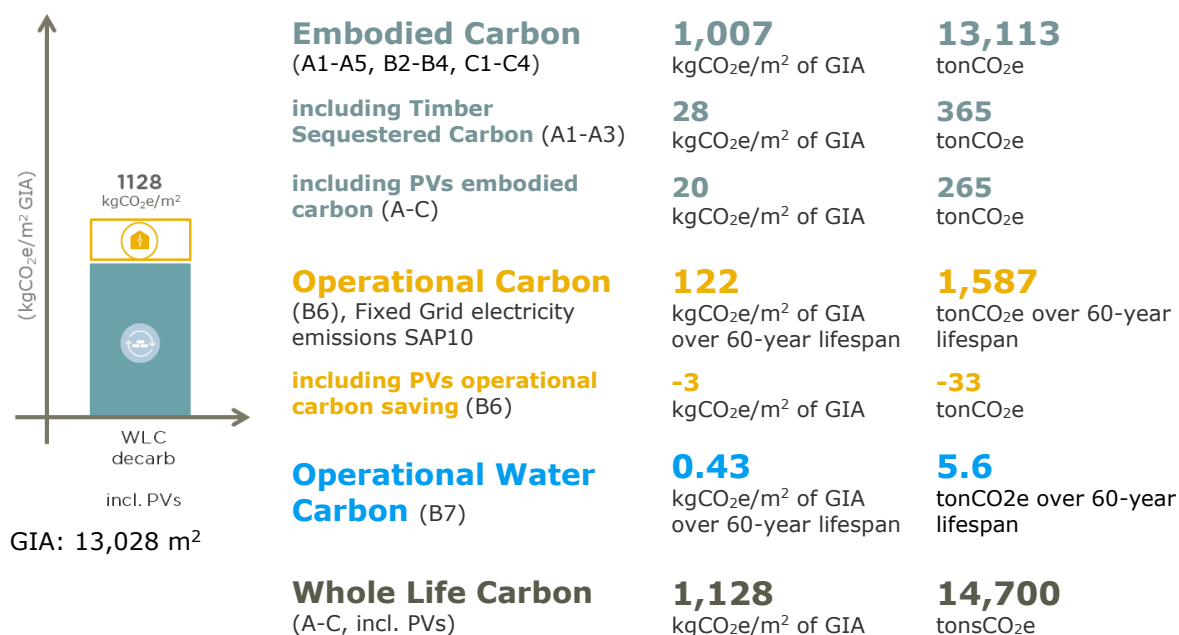 Embodied Carbon
(A1-A5, B2-B4, C1-C4)
1,007
kgCO₂e/m² of GIA
13,113
tonCO₂e
including Timber
Sequestered Carbon (A1-A3)
28
kgCO₂e/m² of GIA
365
tonCO₂e
including PVs embodied
carbon (A-C)
20
kgCO₂e/m² of GIA
265
tonCO₂e
Operational Carbon
(B6), Fixed Grid electricity
emissions SAP10
122
kgCO₂e/m² of GIA
over 60-year lifespan
1,587
tonCO₂e over 60-year
lifespan
including PVs operational
carbon saving (B6)
-3
kgCO₂e/m² of GIA
-33
tonCO₂e
Operational Water
Carbon (B7)
0.43
kgCO₂e/m² of GIA
over 60-year lifespan
5.6
tonCO2e over 60-year
lifespan
Whole Life Carbon
(A-C, incl. PVs)
1,128
kgCO₂e/m² of GIA
14,700
tonsCO₂e
(kgCO₂e/m² GIA)
1128
kgCO₂e/m²
WLC
decarb
incl. PVs
GIA: 13,028 m²